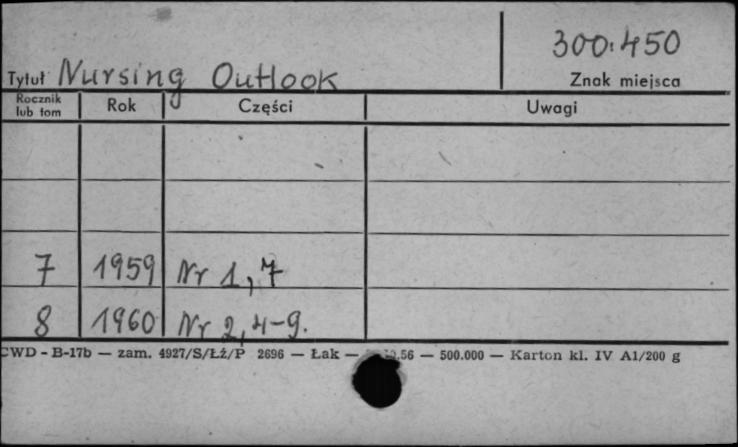 300.450
Tytuł Nursing Outlook Znak miejsca
Rocznik lub tom Rok Części Uwagi
7 1959 Nr 1, 7
8 1960 Nr 2, 4-9.
CWD - B-17b — zam. 4927/S/Łź/P 2696 — Łak — .56 — 500.000 — Karton kl. IV A1/200 g